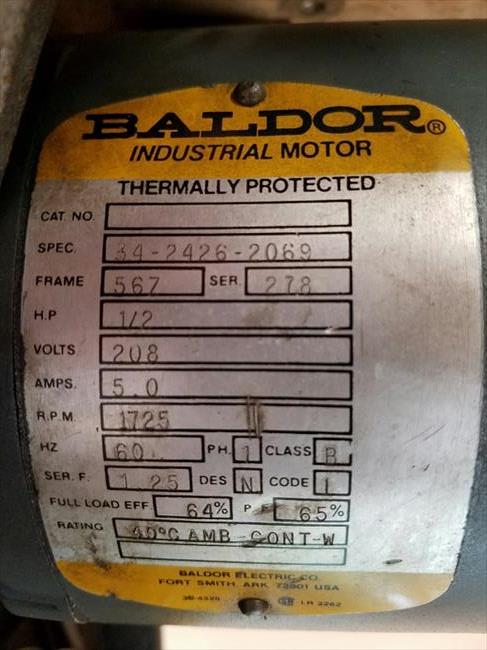 BALDOR®
INDUSTRIAL MOTOR
THERMALLY PROTECTED
CAT. NO.
SPEC. 34-2426-2069
FRAME 56Z SER. 278
H.P 1/2
VOLTS 208
AMPS. 5.0
R.P.M. 1725
HZ 60 PH. 1 CLASS B
SER. F. 1.25 DES N CODE
FULL LOAD EFF. 64% P.F. 65%
RATING 40°C AMB-CONT-W
BALDOR ELECTRIC CO.
FORT SMITH, ARK. 72901 USA
LR 2262